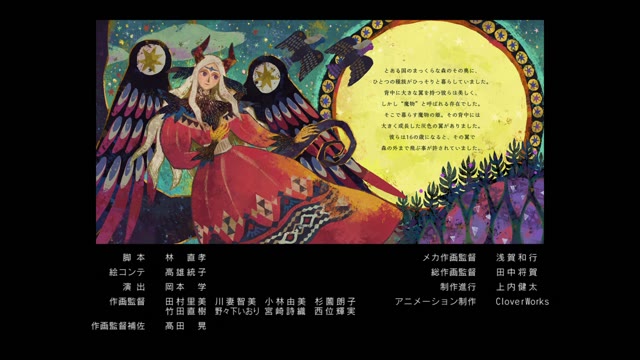 とある国のまっくらな森のその奥に、
ひとつの種族がひっそりと暮らしていました。
背中に大きな翼を持つ彼らは美しく、
しかし“魔物”と呼ばれる存在でした。
そこで暮らす魔物の姫。その背中には
大きく成長した灰色の翼がありました。
彼らは16の歳になると、その翼で
森の外まで飛ぶ事が許されていました。
脚本 林 直孝
絵コンテ 高雄統子
演出 岡本 学
作画監督 田村里美 川妻智美 小林由美 杉薗朗子
竹田直樹 野々下いおり 宮崎詩織 西位輝実
作画監督補佐 髙田 晃
メカ作画監督 浅賀和行
総作画監督 田中将賀
制作進行 上内健太
アニメーション制作 CloverWorks